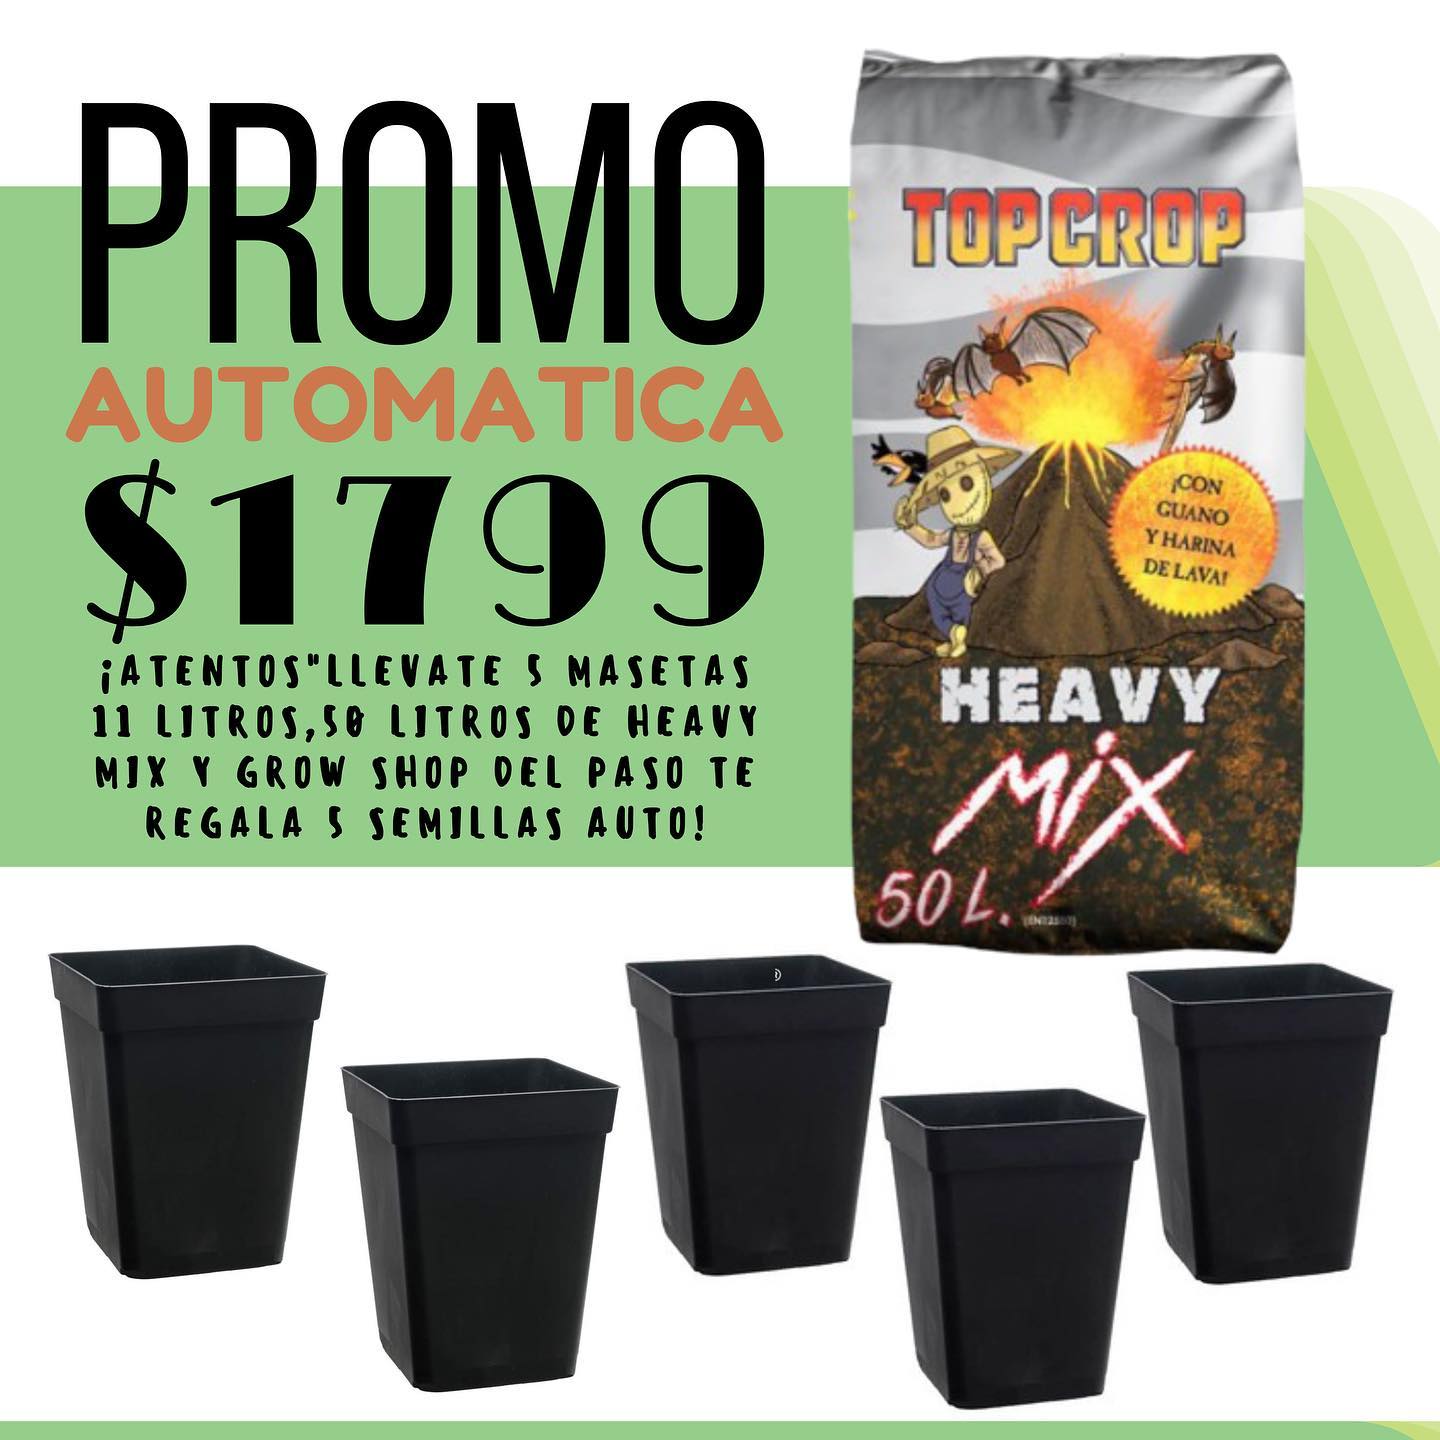 PROMO
AUTOMATICA
$1799
¡ATENTOS"LLEVATE 5 MASETAS
11 LITROS,50 LITROS DE HEAVY
MIX Y GROW SHOP DEL PASO TE
REGALA 5 SEMILLAS AUTO!
TOP CROP
¡CON
GUANO
Y HARINA
DE LAVA!
HEAVY
MIX
50 L.